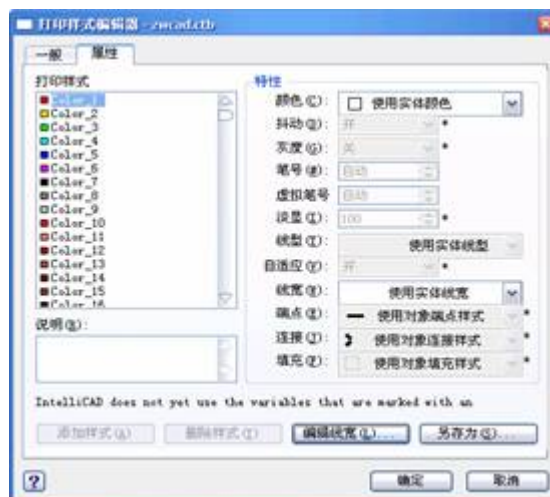 打印样式编辑器 - zwcad.ctb
一般 属性
打印样式
Color_1
Color_2
Color_3
Color_4
Color_5
Color_6
Color_7
Color_8
Color_9
Color_10
Color_11
Color_12
Color_13
Color_14
Color_15
Color_16
说明(R):
特性
颜色(C): 使用实体颜色
抖动(D): 开 *
灰度(G): 关 *
笔号(#): 自动
虚拟笔号 自动
淡显(I): 100 *
线型(T): 使用实体线型
自适应(V): 开 *
线宽(W): 使用实体线宽
端点(E): 使用对象端点样式 *
连接(J): 使用对象连接样式 *
填充(F): 使用对象填充样式 *
IntelliCAD does not yet use the variables that are marked with an
添加样式(A) 删除样式(Y) 编辑线宽(L)... 另存为(S)...
? 确定 取消